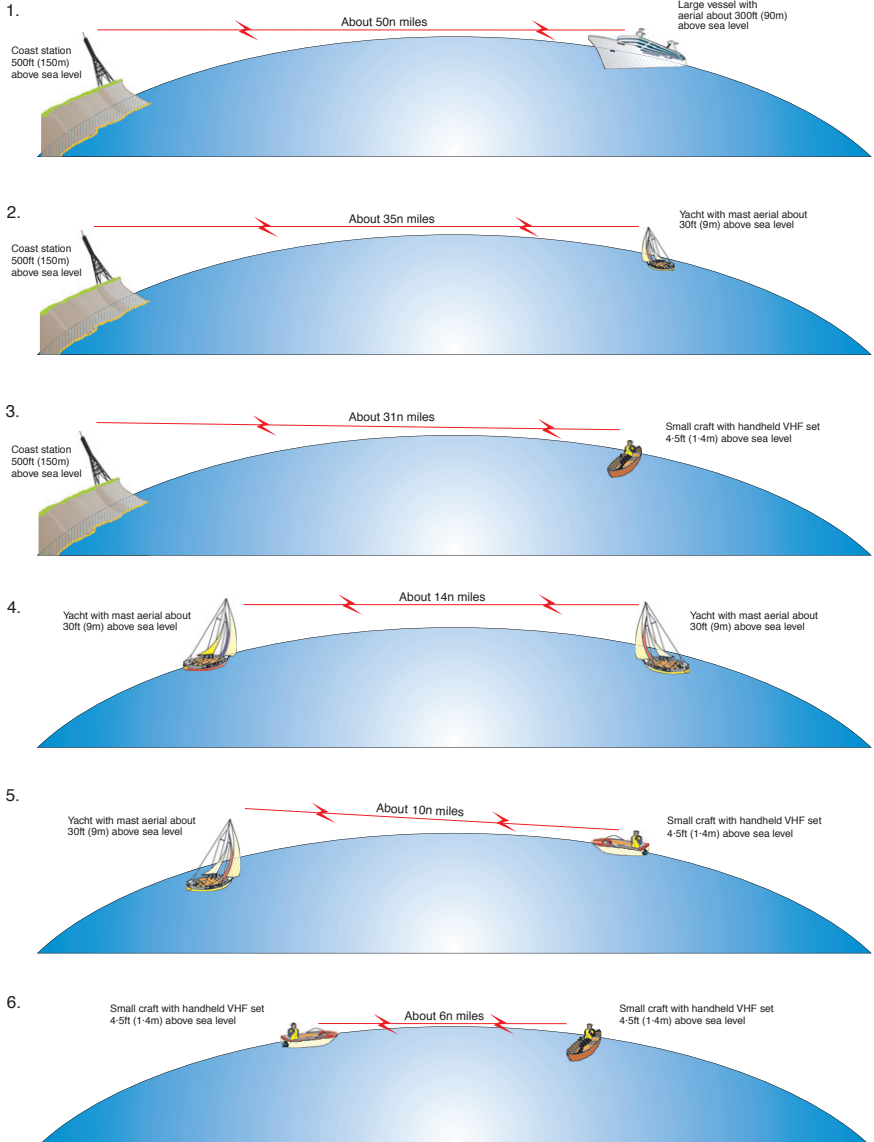 1.
About 50n miles
Large vessel with
aerial about 300ft (90m)
above sea level
Coast station
500ft (150m)
above sea level
2.
About 35n miles
Yacht with mast aerial about
30ft (9m) above sea level
Coast station
500ft (150m)
above sea level
3.
About 31n miles
Small craft with handheld VHF set
4·5ft (1·4m) above sea level
Coast station
500ft (150m)
above sea level
4.
About 14n miles
Yacht with mast aerial about
30ft (9m) above sea level
Yacht with mast aerial about
30ft (9m) above sea level
5.
About 10n miles
Yacht with mast aerial about
30ft (9m) above sea level
Small craft with handheld VHF set
4·5ft (1·4m) above sea level
6.
Small craft with handheld VHF set
4·5ft (1·4m) above sea level
About 6n miles
Small craft with handheld VHF set
4·5ft (1·4m) above sea level